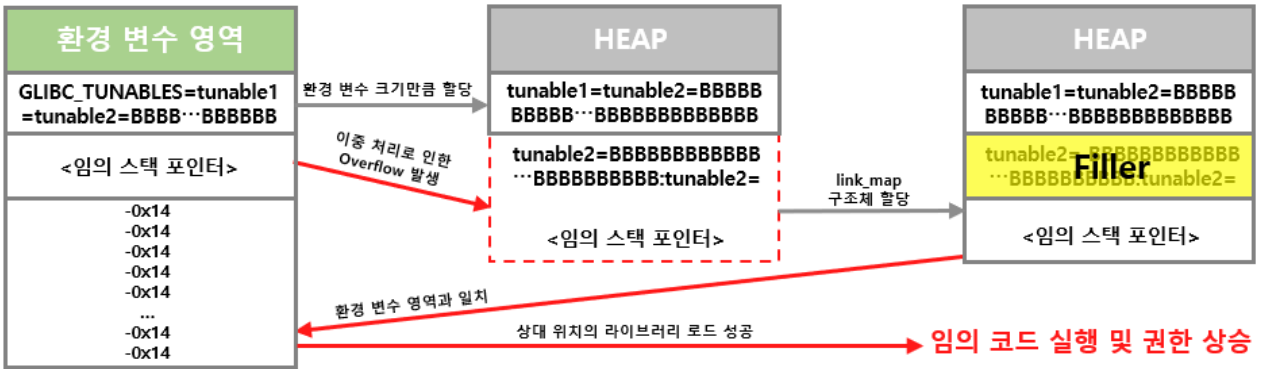 환경 변수 영역
GLIBC_TUNABLES=tunable1
=tunable2=BBBB…BBBBBB
<임의 스택 포인터>
-0x14
-0x14
-0x14
-0x14
-0x14
...
-0x14
-0x14
환경 변수 크기만큼 할당
이중 처리로 인한
Overflow 발생
HEAP
tunable1=tunable2=BBBBB
BBBBB…BBBBBBBBBBBBB
tunable2=BBBBBBBBBBBB
…BBBBBBBBBB:tunable2=
<임의 스택 포인터>
link_map
구조체 할당
HEAP
tunable1=tunable2=BBBBB
BBBBB…BBBBBBBBBBBBB
tunable2= BBBBBBBBBBBB
…BBBBBBBBBB:tunable2=
Filler
<임의 스택 포인터>
환경 변수 영역과 일치
상대 위치의 라이브러리 로드 성공
임의 코드 실행 및 권한 상승